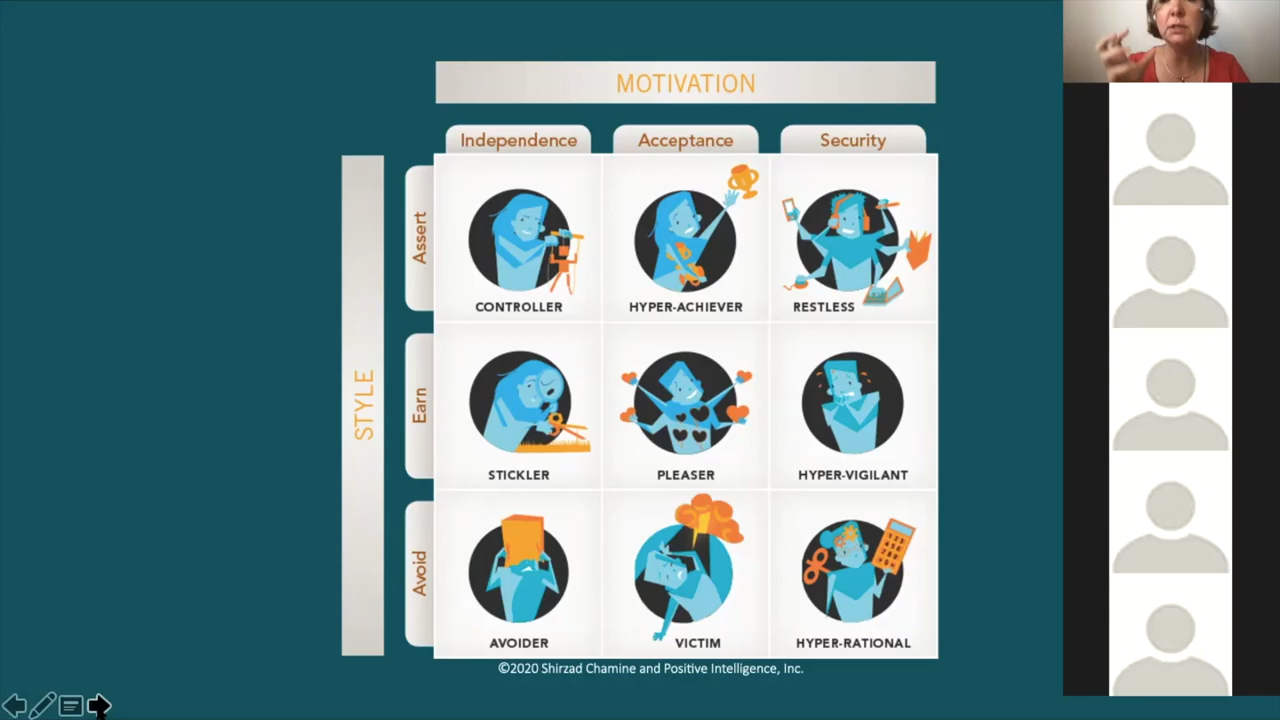 MOTIVATION
Independence
Acceptance
Security
STYLE
Assert
CONTROLLER
HYPER-ACHIEVER
RESTLESS
Earn
STICKLER
PLEASER
HYPER-VIGILANT
Avoid
AVOIDER
VICTIM
HYPER-RATIONAL
©2020 Shirzad Chamine and Positive Intelligence, Inc.